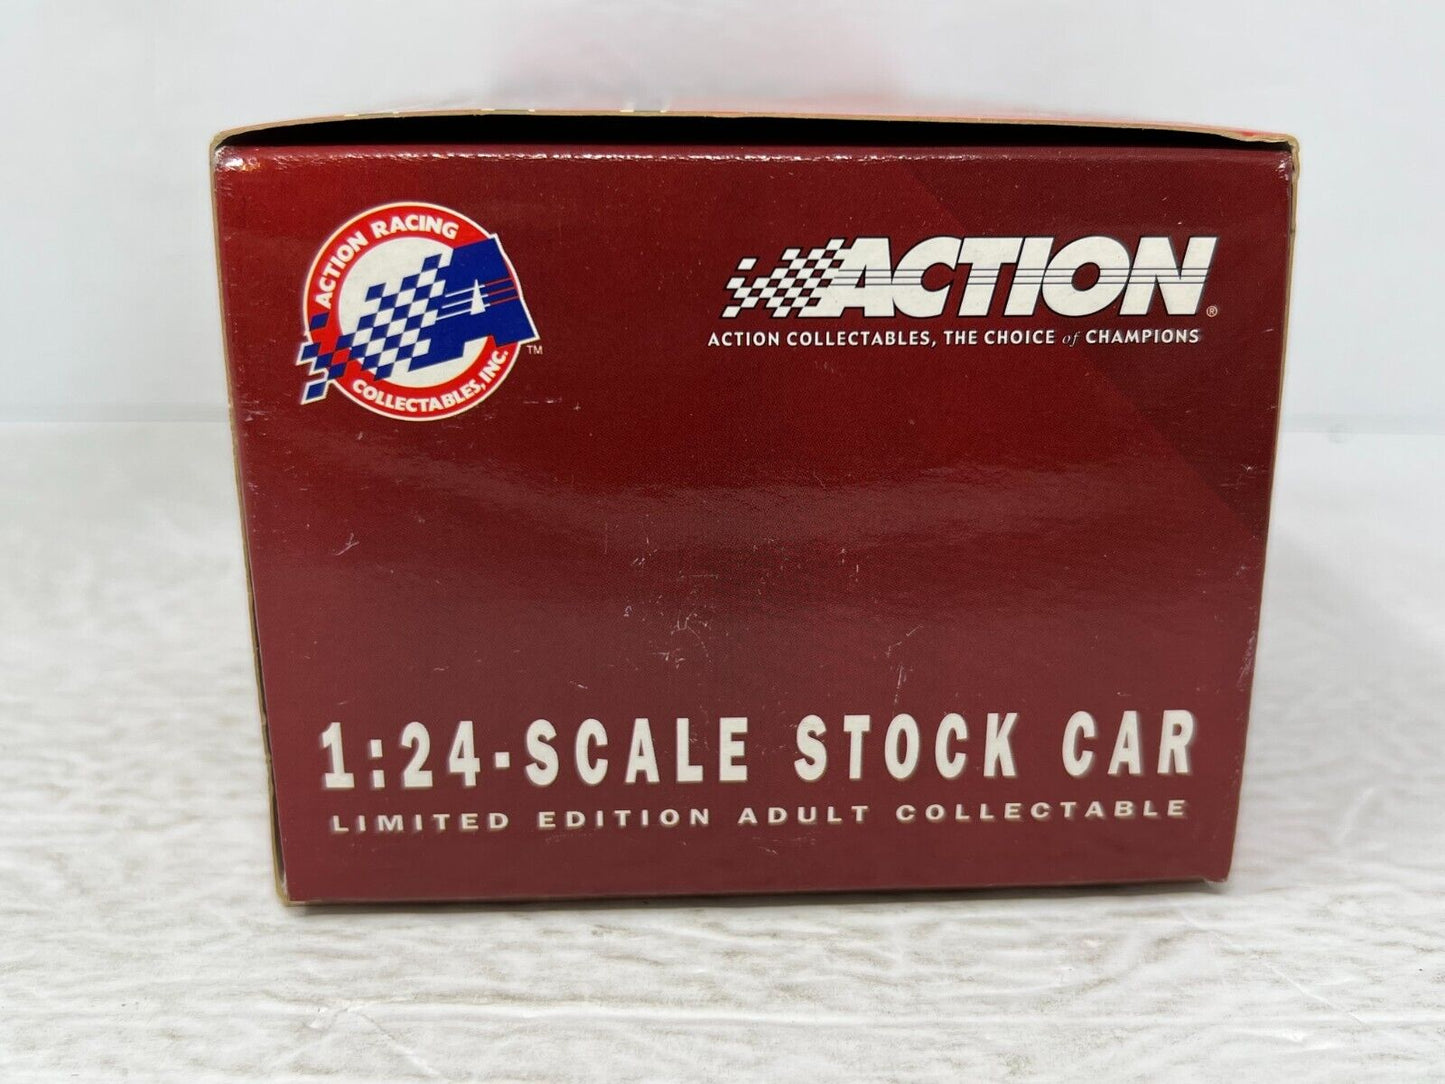 ACTION RACING
COLLECTABLES, INC.
TM
ACTION®
ACTION COLLECTABLES, THE CHOICE of CHAMPIONS
1:24-SCALE STOCK CAR
LIMITED EDITION ADULT COLLECTABLE